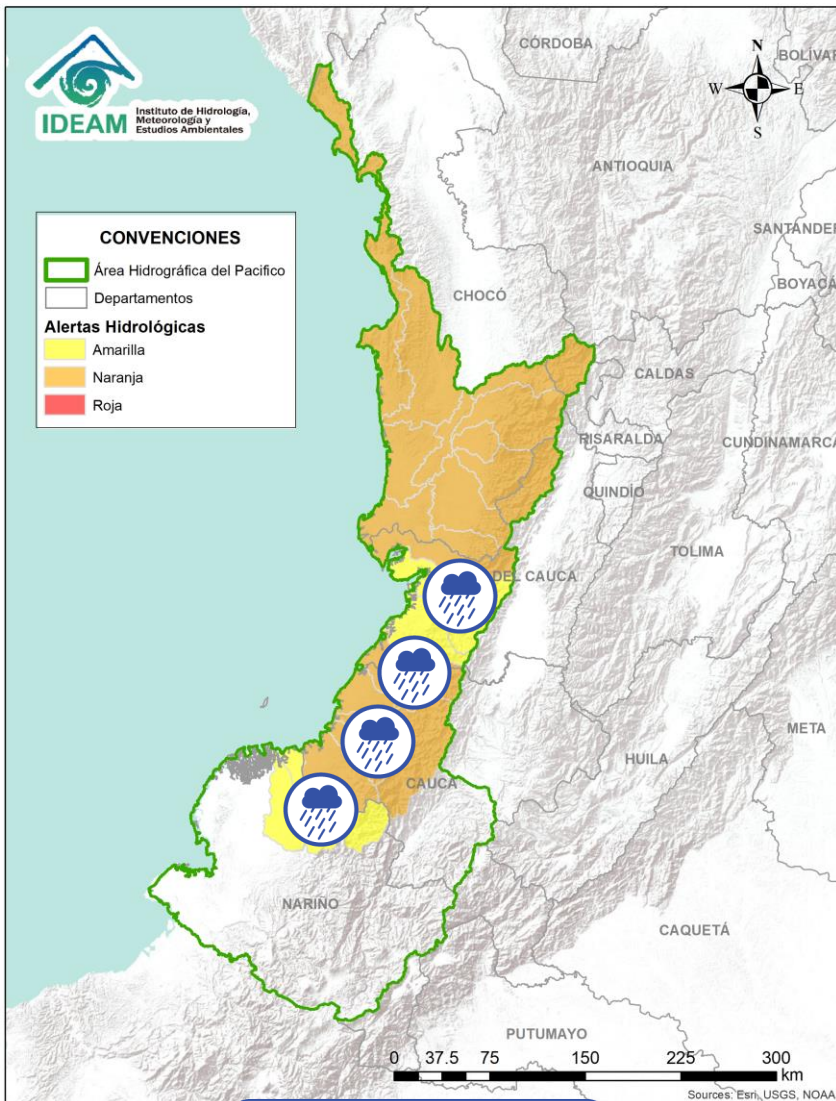 IDEAM
Instituto de Hidrología,
Meteorología y
Estudios Ambientales
CÓRDOBA
BOLÍVAR
N
W
E
S
ANTIOQUIA
SANTANDER
BOYACÁ
CONVENCIONES
Área Hidrográfica del Pacifico
Departamentos
Alertas Hidrológicas
Amarilla
Naranja
Roja
CHOCÓ
CALDAS
RISARALDA
CUNDINAMARCA
QUINDÍO
TOLIMA
DEL CAUCA
META
HUILA
CAUCA
NARIÑO
CAQUETÁ
PUTUMAYO
0 37.5 75 150 225 300
km
Sources: Esri, USGS, NOAA